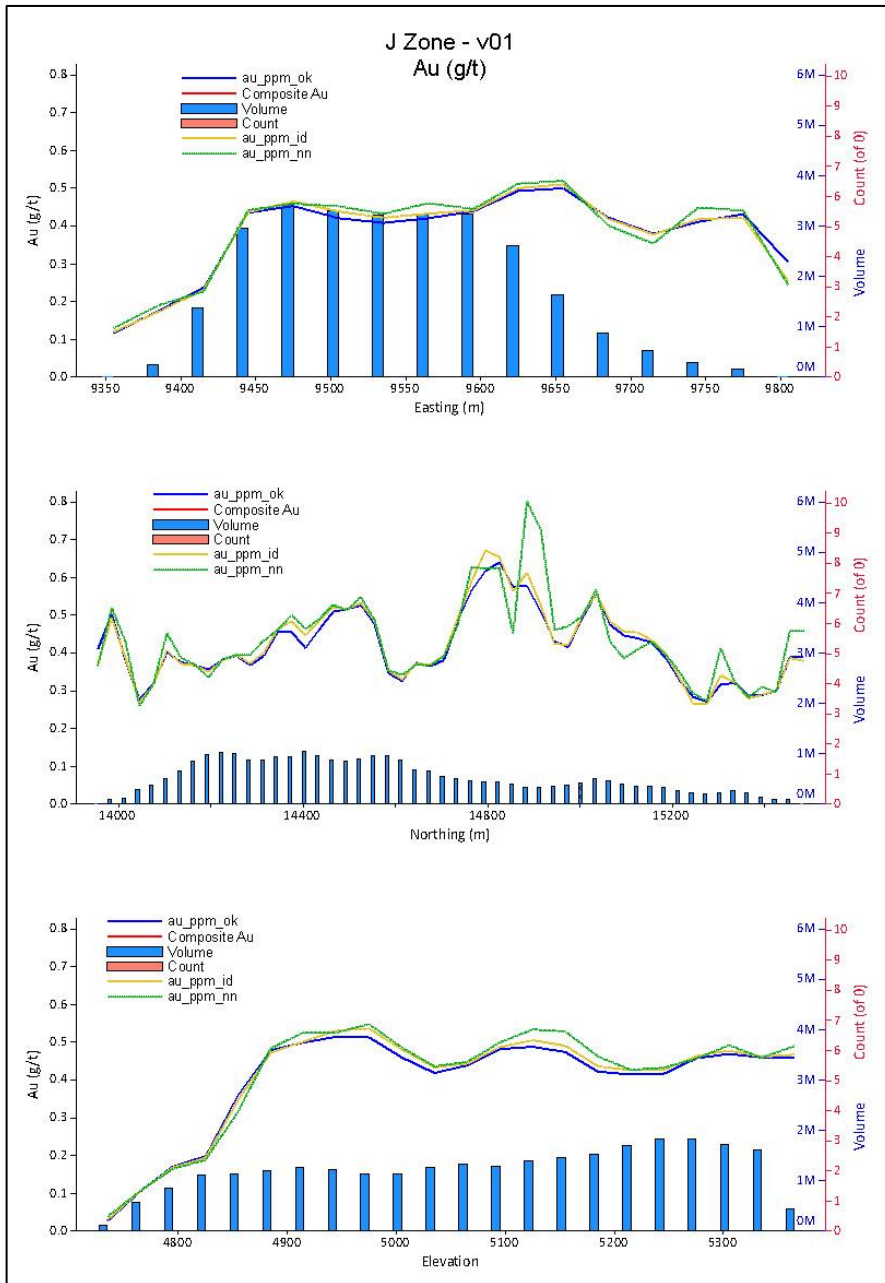 J Zone - v01
Au (g/t)
au_ppm_ok
Composite Au
Volume
Count
au_ppm_id
au_ppm_nn
Au (g/t)
0.8
0.7
0.6
0.5
0.4
0.3
0.2
0.1
0.0
9350
9400
9450
9500
9550
9600
9650
9700
9750
9800
Easting (m)
6M
5M
4M
3M
2M
1M
0M
Volume
10
9
8
7
6
5
4
3
2
1
0
Count (of 0)
au_ppm_ok
Composite Au
Volume
Count
au_ppm_id
au_ppm_nn
Au (g/t)
0.8
0.7
0.6
0.5
0.4
0.3
0.2
0.1
0.0
14000
14400
14800
15200
Northing (m)
6M
5M
4M
3M
2M
1M
0M
Volume
10
9
8
7
6
5
4
3
2
1
0
Count (of 0)
au_ppm_ok
Composite Au
Volume
Count
au_ppm_id
au_ppm_nn
Au (g/t)
0.8
0.7
0.6
0.5
0.4
0.3
0.2
0.1
0.0
4800
4900
5000
5100
5200
5300
Elevation
6M
5M
4M
3M
2M
1M
0M
Volume
10
9
8
7
6
5
4
3
2
1
0
Count (of 0)